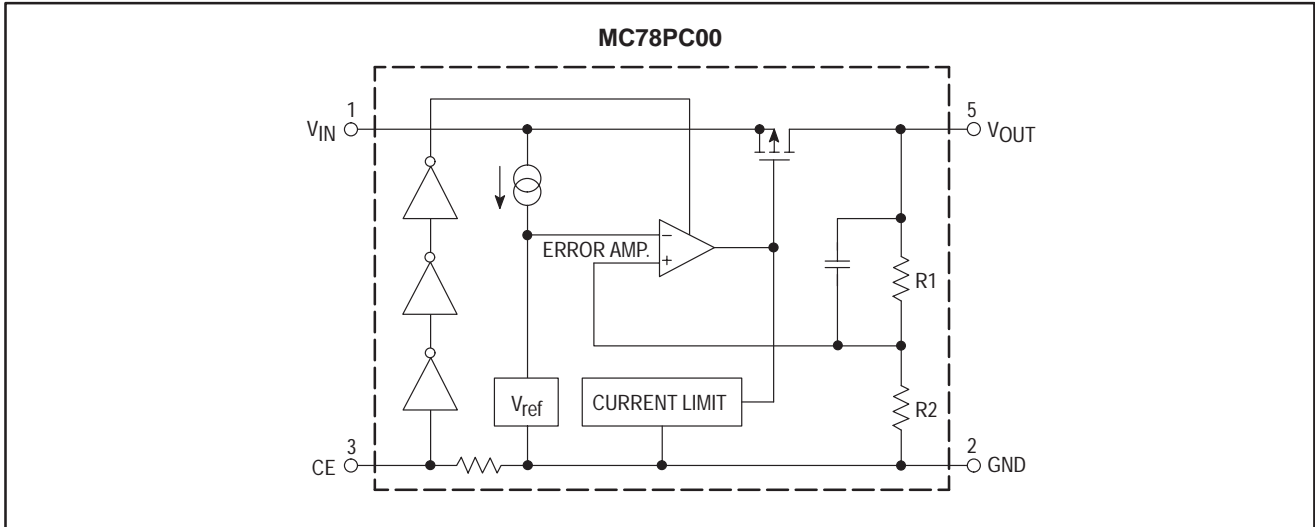 MC78PC00
1
VIN
5
VOUT
ERROR AMP.
−
+
R1
Vref
CURRENT LIMIT
R2
3
CE
2
GND